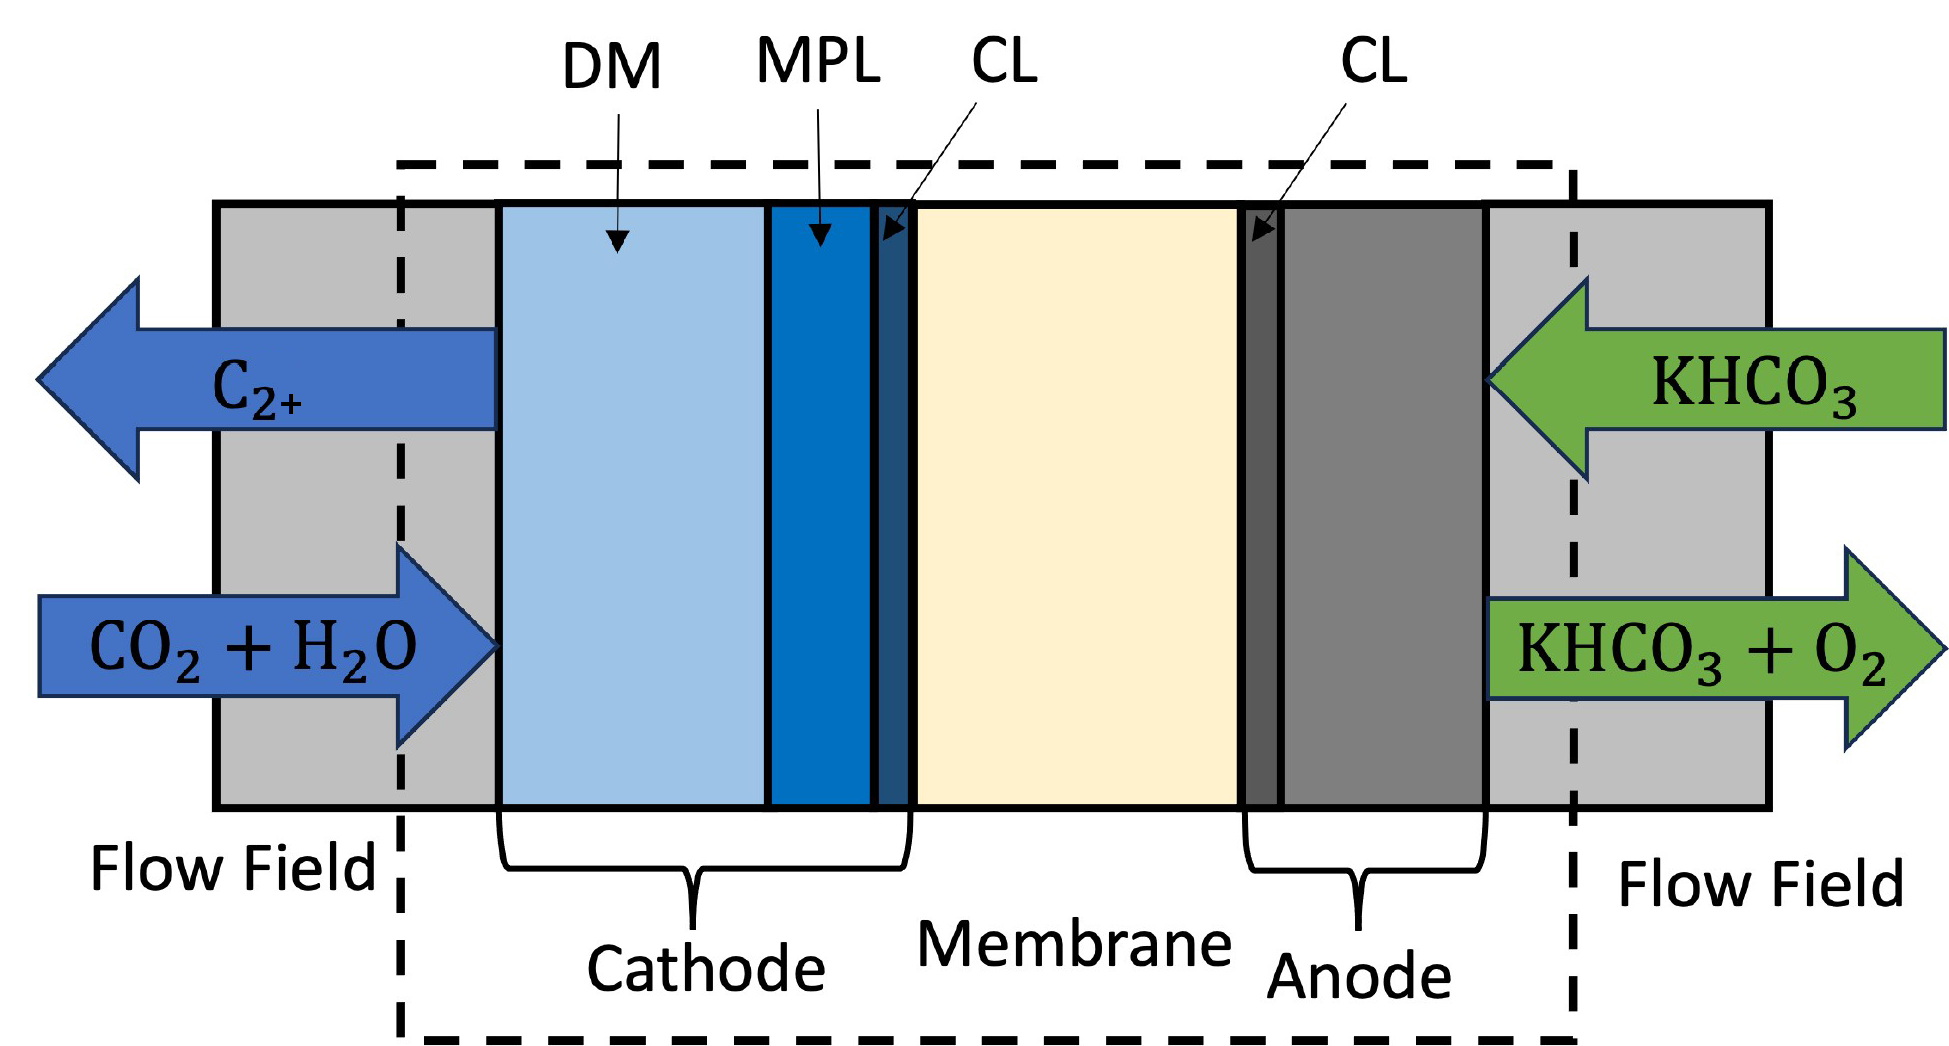 DM
MPL
CL
CL
C₂₊
KHCO₃
CO₂ + H₂O
KHCO₃ + O₂
Flow Field
Flow Field
Membrane
Cathode
Anode